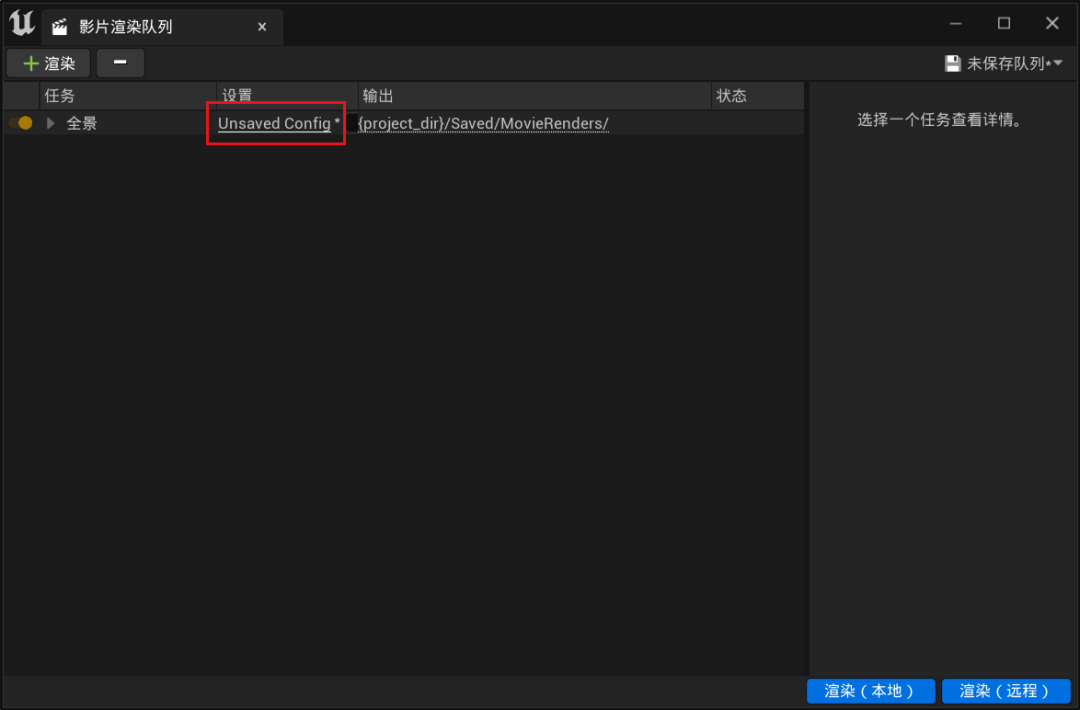 影片渲染队列
渲染
未保存队列*
任务 设置 输出 状态
全景 Unsaved Config * {project_dir}/Saved/MovieRenders/
选择一个任务查看详情。
渲染（本地） 渲染（远程）